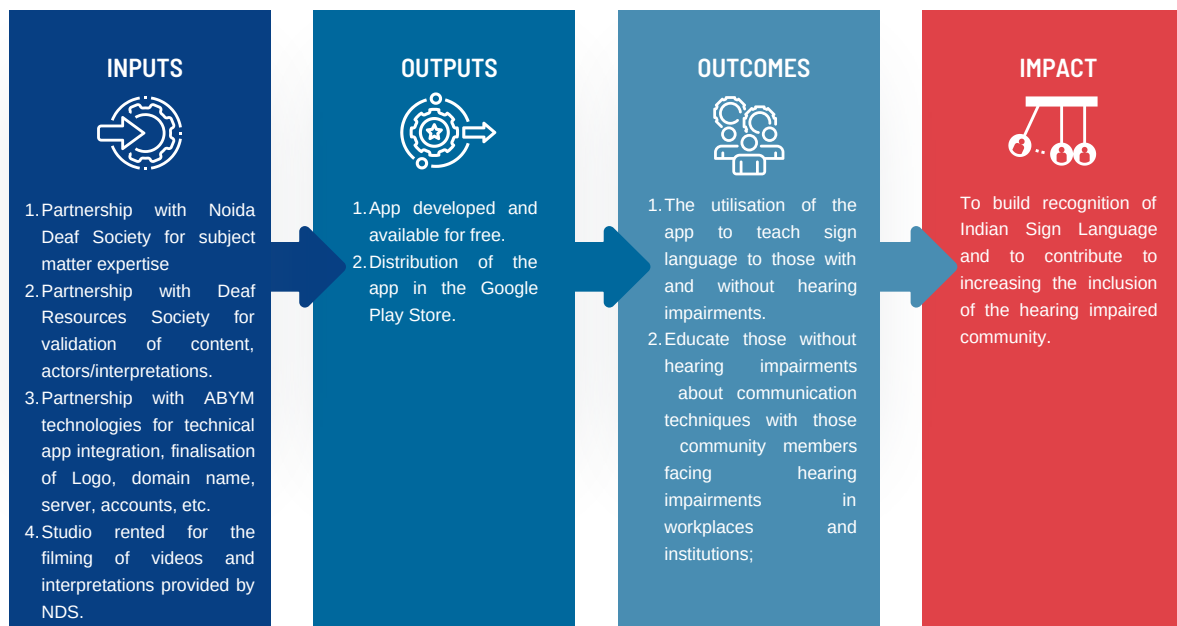 INPUTS
1. Partnership with Noida
Deaf Society for subject
matter expertise
2. Partnership with Deaf
Resources Society for
validation of content,
actors/interpretations.
3. Partnership with ABYM
technologies for technical
app integration, finalisation
of Logo, domain name,
server, accounts, etc.
4. Studio rented for the
filming of videos and
interpretations provided by
NDS.
OUTPUTS
1. App developed and
available for free.
2. Distribution of the
app in the Google
Play Store.
OUTCOMES
1. The utilisation of the
app to teach sign
language to those with
and without hearing
impairments.
2. Educate those without
hearing impairments
about communication
techniques with those
community members
facing hearing
impairments in
workplaces and
institutions;
IMPACT
To build recognition of
Indian Sign Language
and to contribute to
increasing the inclusion
of the hearing impaired
community.